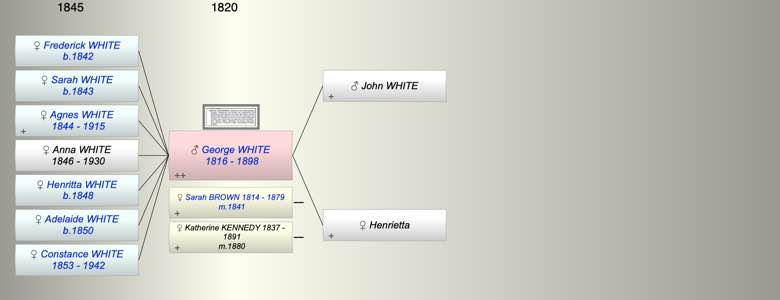 1845
1820
♀ Frederick WHITE
b.1842
♀ Sarah WHITE
b.1843
♀ Agnes WHITE
1844 - 1915
+
♀ Anna WHITE
1846 - 1930
♀ Henritta WHITE
b.1848
♀ Adelaide WHITE
b.1850
♀ Constance WHITE
1853 - 1942
♂ George WHITE
1816 - 1898
++
♀ Sarah BROWN 1814 - 1879
m.1841
+
♀ Katherine KENNEDY 1837 -
1891
m.1880
+
♂ John WHITE
+
♀ Henrietta
+